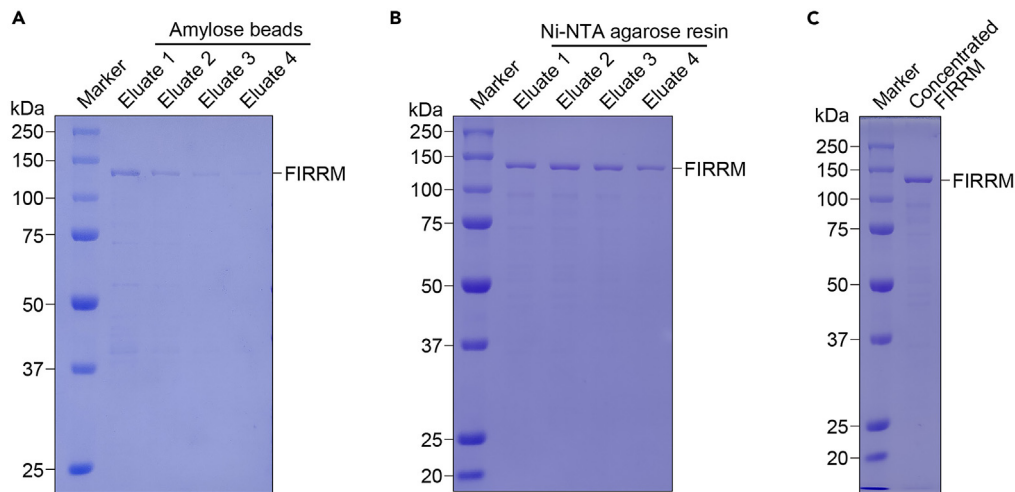 A
Amylose beads
Marker
Eluate 1
Eluate 2
Eluate 3
Eluate 4
kDa
250
150
100
75
50
37
25
FIRRM
B
Ni-NTA agarose resin
Marker
Eluate 1
Eluate 2
Eluate 3
Eluate 4
kDa
250
150
100
75
50
37
25
20
FIRRM
C
Marker
Concentrated
FIRRM
kDa
250
150
100
75
50
37
25
20
FIRRM